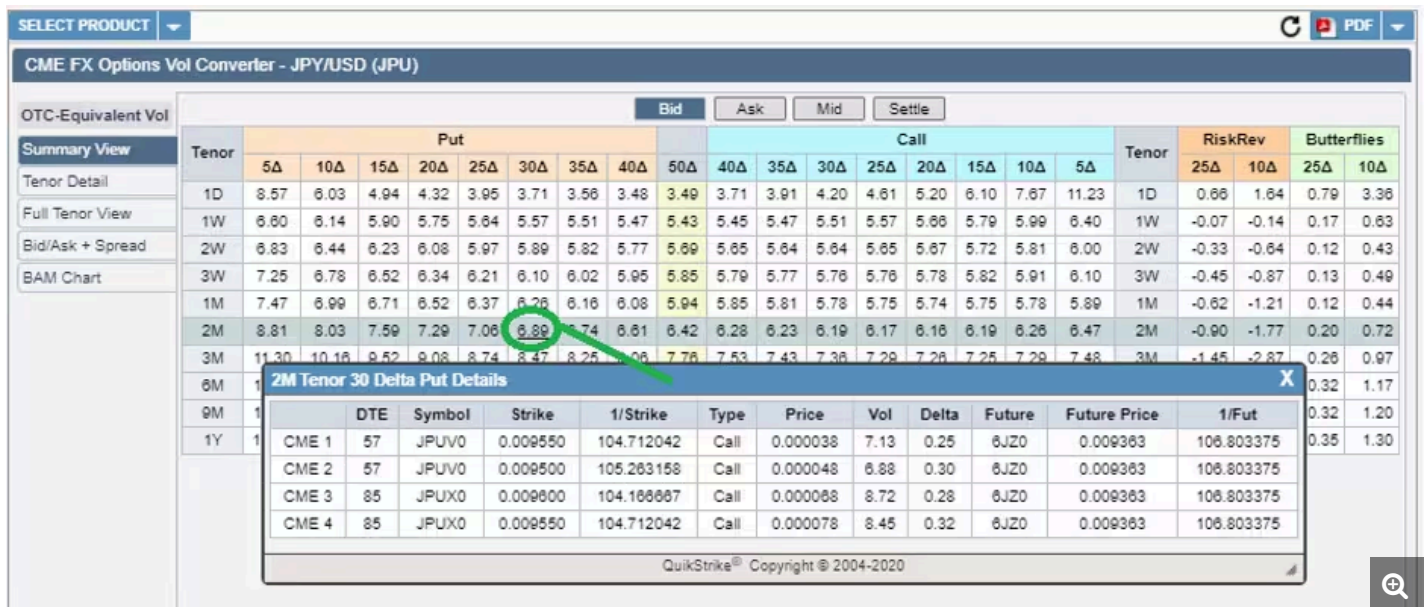 SELECT PRODUCT PDF
CME FX Options Vol Converter - JPY/USD (JPU)
OTC-Equivalent Vol
Summary View
Tenor Detail
Full Tenor View
Bid/Ask + Spread
BAM Chart
Bid Ask Mid Settle
Tenor Put Call Tenor RiskRev Butterflies
5Δ 10Δ 15Δ 20Δ 25Δ 30Δ 35Δ 40Δ 50Δ 40Δ 35Δ 30Δ 25Δ 20Δ 15Δ 10Δ 5Δ 25Δ 10Δ 25Δ 10Δ
1D 8.57 6.03 4.94 4.32 3.95 3.71 3.56 3.48 3.49 3.71 3.91 4.20 4.61 5.20 6.10 7.67 11.23 1D 0.66 1.64 0.79 3.36
1W 6.60 6.14 5.90 5.75 5.64 5.57 5.51 5.47 5.43 5.45 5.47 5.51 5.57 5.66 5.79 5.99 6.40 1W -0.07 -0.14 0.17 0.63
2W 6.83 6.44 6.23 6.08 5.97 5.89 5.82 5.77 5.69 5.65 5.64 5.64 5.65 5.67 5.72 5.81 6.00 2W -0.33 -0.64 0.12 0.43
3W 7.25 6.78 6.52 6.34 6.21 6.10 6.02 5.95 5.85 5.79 5.77 5.76 5.76 5.78 5.82 5.91 6.10 3W -0.45 -0.87 0.13 0.49
1M 7.47 6.99 6.71 6.52 6.37 6.26 6.16 6.08 5.94 5.85 5.81 5.78 5.75 5.74 5.75 5.78 5.89 1M -0.62 -1.21 0.12 0.44
2M 8.81 8.03 7.59 7.29 7.06 6.89 6.61 6.42 6.28 6.23 6.19 6.17 6.16 6.19 6.26 6.47 2M -0.90 -1.77 0.20 0.72
3M 11.30 10.16 9.52 9.08 8.74 8.47 8.25 7.76 7.53 7.43 7.36 7.29 7.26 7.25 7.29 7.48 3M -1.45 -2.87 0.26 0.97
6M 0.32 1.17
9M 0.32 1.20
1Y 0.35 1.30
2M Tenor 30 Delta Put Details X
DTE Symbol Strike 1/Strike Type Price Vol Delta Future Future Price 1/Fut
CME 1 57 JPUV0 0.009550 104.712042 Call 0.000038 7.13 0.25 6JZ0 0.009363 106.803375
CME 2 57 JPUV0 0.009500 105.263158 Call 0.000048 6.88 0.30 6JZ0 0.009363 106.803375
CME 3 85 JPUX0 0.009600 104.166667 Call 0.000068 8.72 0.28 6JZ0 0.009363 106.803375
CME 4 85 JPUX0 0.009550 104.712042 Call 0.000078 8.45 0.32 6JZ0 0.009363 106.803375
QuikStrike® Copyright © 2004-2020